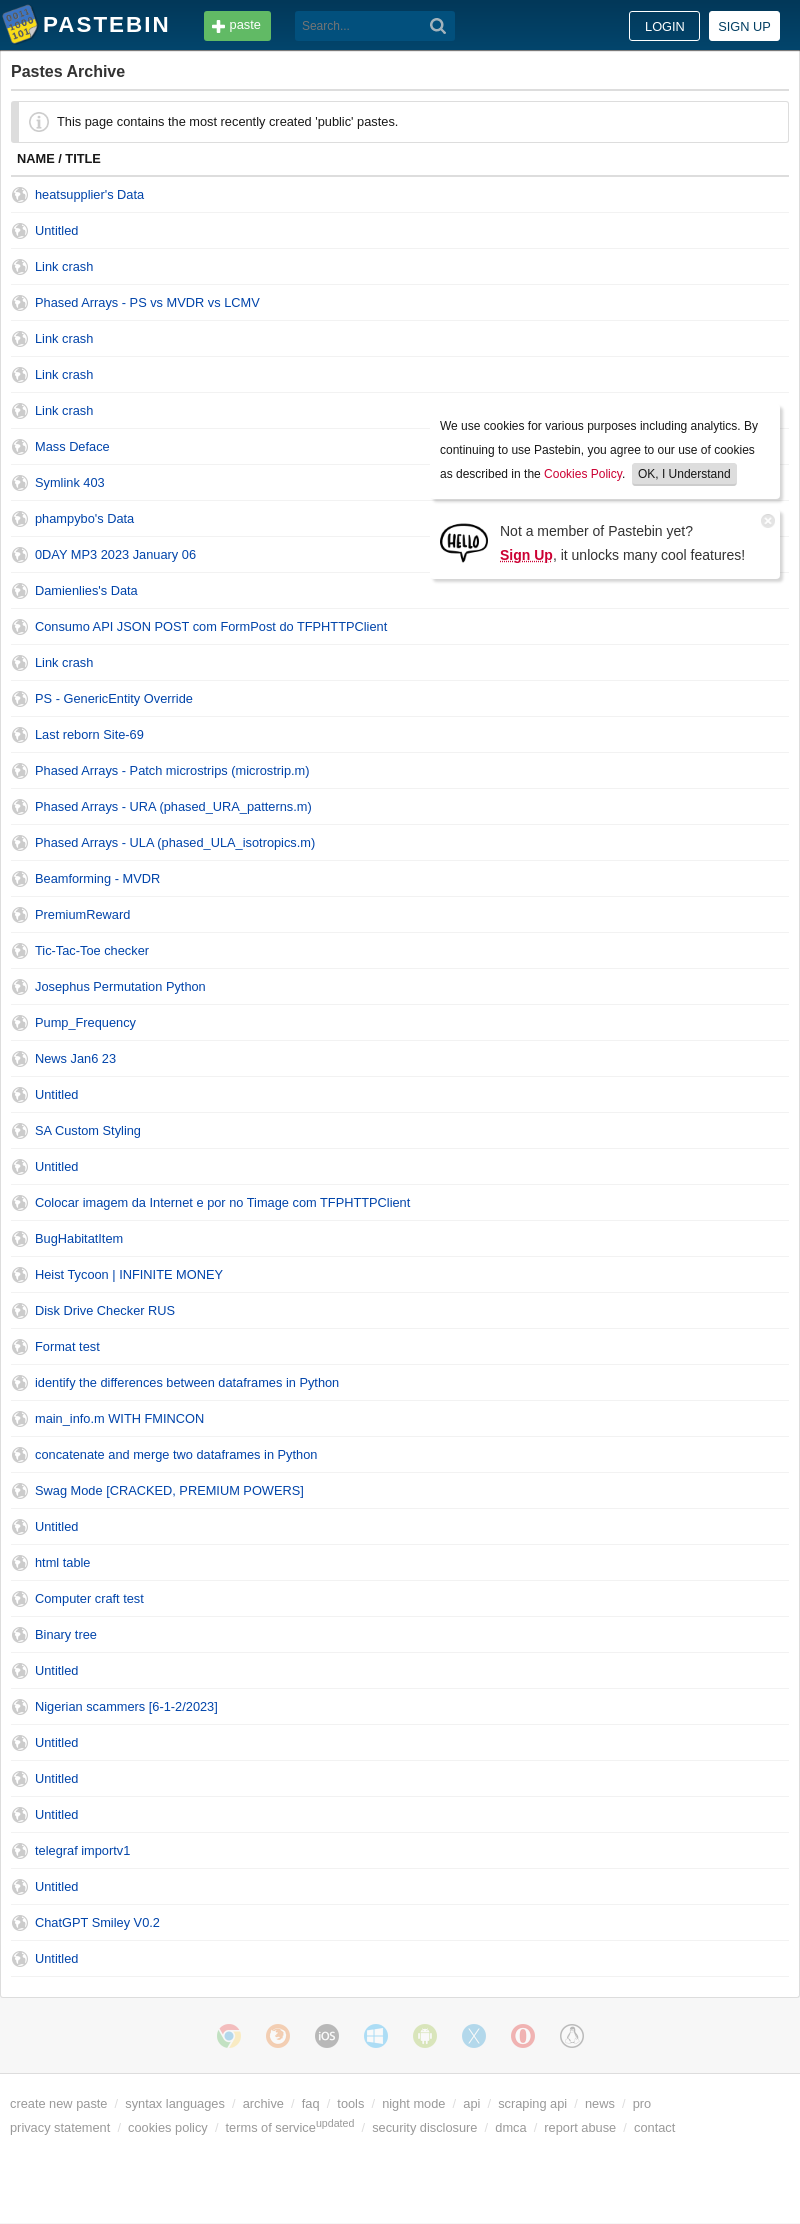 PASTEBIN paste Search... LOGIN SIGN UP
Pastes Archive
This page contains the most recently created 'public' pastes.
NAME / TITLE
heatsupplier's Data
Untitled
Link crash
Phased Arrays - PS vs MVDR vs LCMV
Link crash
Link crash
Link crash
Mass Deface
Symlink 403
phampybo's Data
0DAY MP3 2023 January 06
Damienlies's Data
We use cookies for various purposes including analytics. By
continuing to use Pastebin, you agree to our use of cookies
as described in the Cookies Policy. OK, I Understand
HELLO
Not a member of Pastebin yet?
Sign Up, it unlocks many cool features!
Consumo API JSON POST com FormPost do TFPHTTPClient
Link crash
PS - GenericEntity Override
Last reborn Site-69
Phased Arrays - Patch microstrips (microstrip.m)
Phased Arrays - URA (phased_URA_patterns.m)
Phased Arrays - ULA (phased_ULA_isotropics.m)
Beamforming - MVDR
PremiumReward
Tic-Tac-Toe checker
Josephus Permutation Python
Pump_Frequency
News Jan6 23
Untitled
SA Custom Styling
Untitled
Colocar imagem da Internet e por no Timage com TFPHTTPClient
BugHabitatItem
Heist Tycoon | INFINITE MONEY
Disk Drive Checker RUS
Format test
identify the differences between dataframes in Python
main_info.m WITH FMINCON
concatenate and merge two dataframes in Python
Swag Mode [CRACKED, PREMIUM POWERS]
Untitled
html table
Computer craft test
Binary tree
Untitled
Nigerian scammers [6-1-2/2023]
Untitled
Untitled
Untitled
telegraf importv1
Untitled
ChatGPT Smiley V0.2
Untitled
iOS
create new paste / syntax languages / archive / faq / tools / night mode / api / scraping api / news / pro
privacy statement / cookies policy / terms of service updated / security disclosure / dmca / report abuse / contact